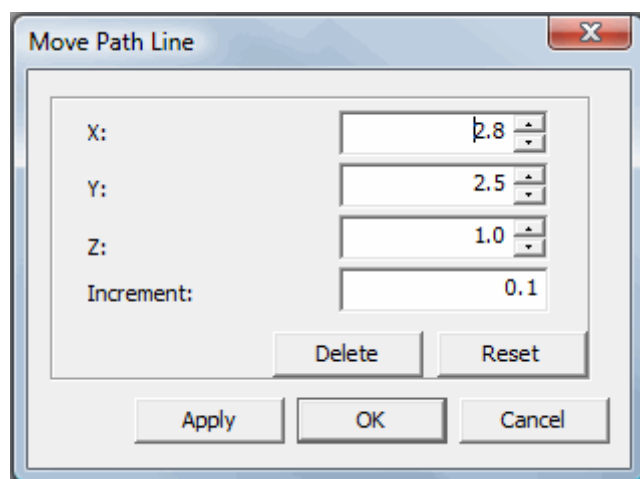 Move Path Line
X: 2.8
Y: 2.5
Z: 1.0
Increment: 0.1
Delete Reset
Apply OK Cancel